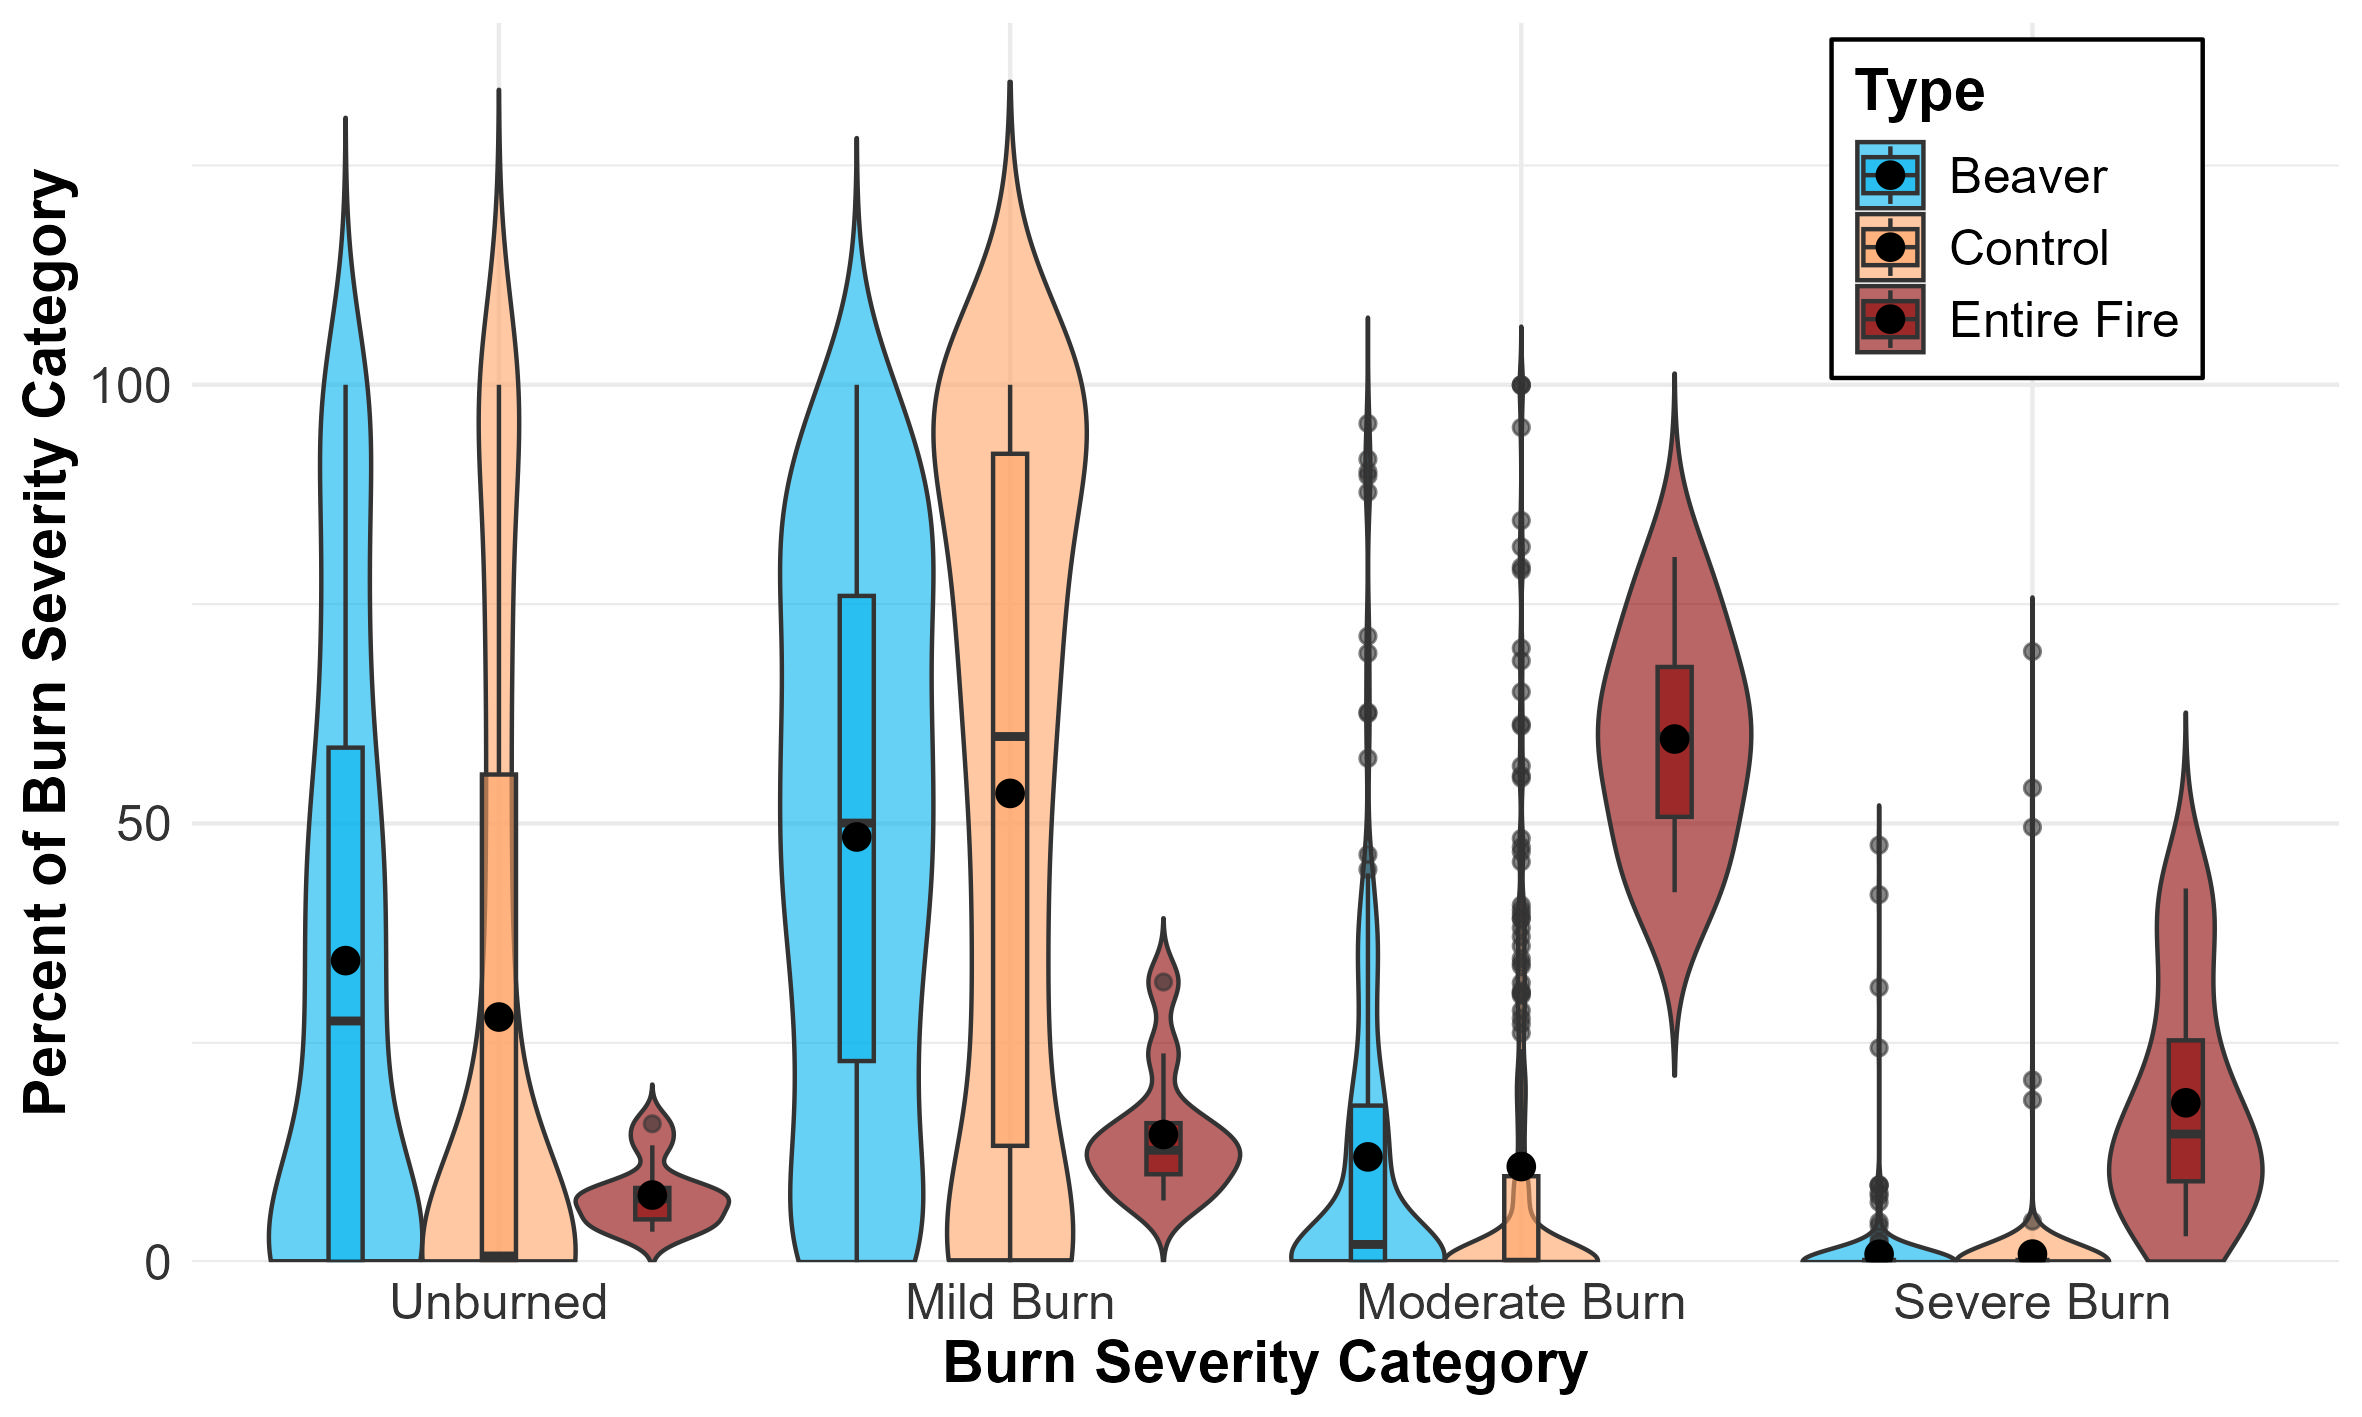 Type
Beaver
Control
Entire Fire
Percent of Burn Severity Category
100
50
0
Unburned
Mild Burn
Moderate Burn
Severe Burn
Burn Severity Category